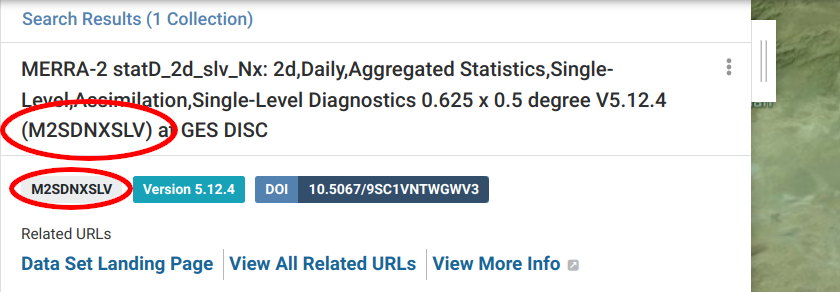 Search Results (1 Collection)
MERRA-2 statD_2d_slv_Nx: 2d,Daily,Aggregated Statistics,Single-
Level,Assimilation,Single-Level Diagnostics 0.625 x 0.5 degree V5.12.4
(M2SDNXSLV) at GES DISC
M2SDNXSLV Version 5.12.4 DOI 10.5067/9SC1VNTWGWV3
Related URLs
Data Set Landing Page View All Related URLs View More Info